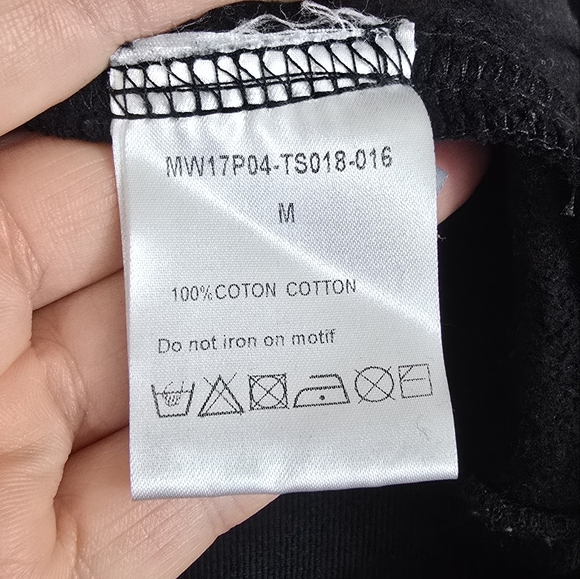 MW17P04-TS018-016
M
100%COTON COTTON
Do not iron on motif